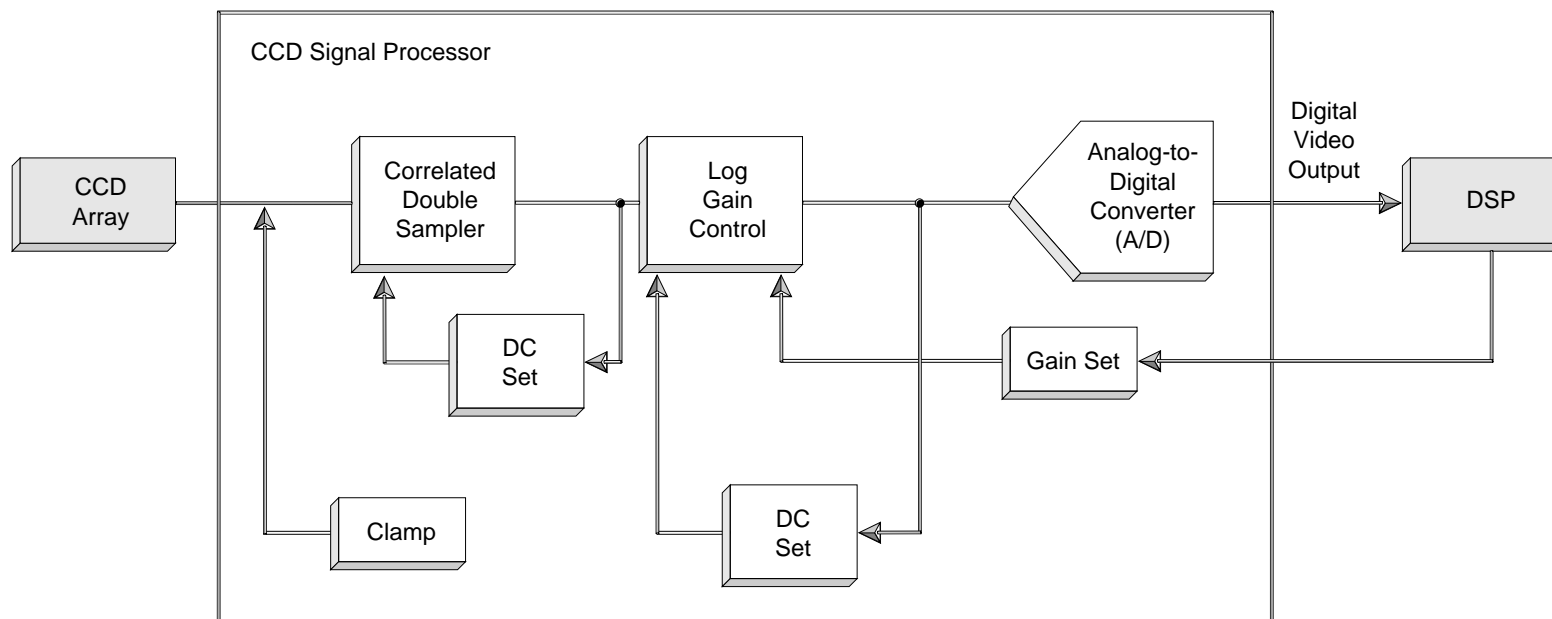 CCD Signal Processor
CCD
Array
Correlated
Double
Sampler
Log
Gain
Control
Analog-to-
Digital
Converter
(A/D)
Digital
Video
Output
DSP
DC
Set
Gain Set
Clamp
DC
Set